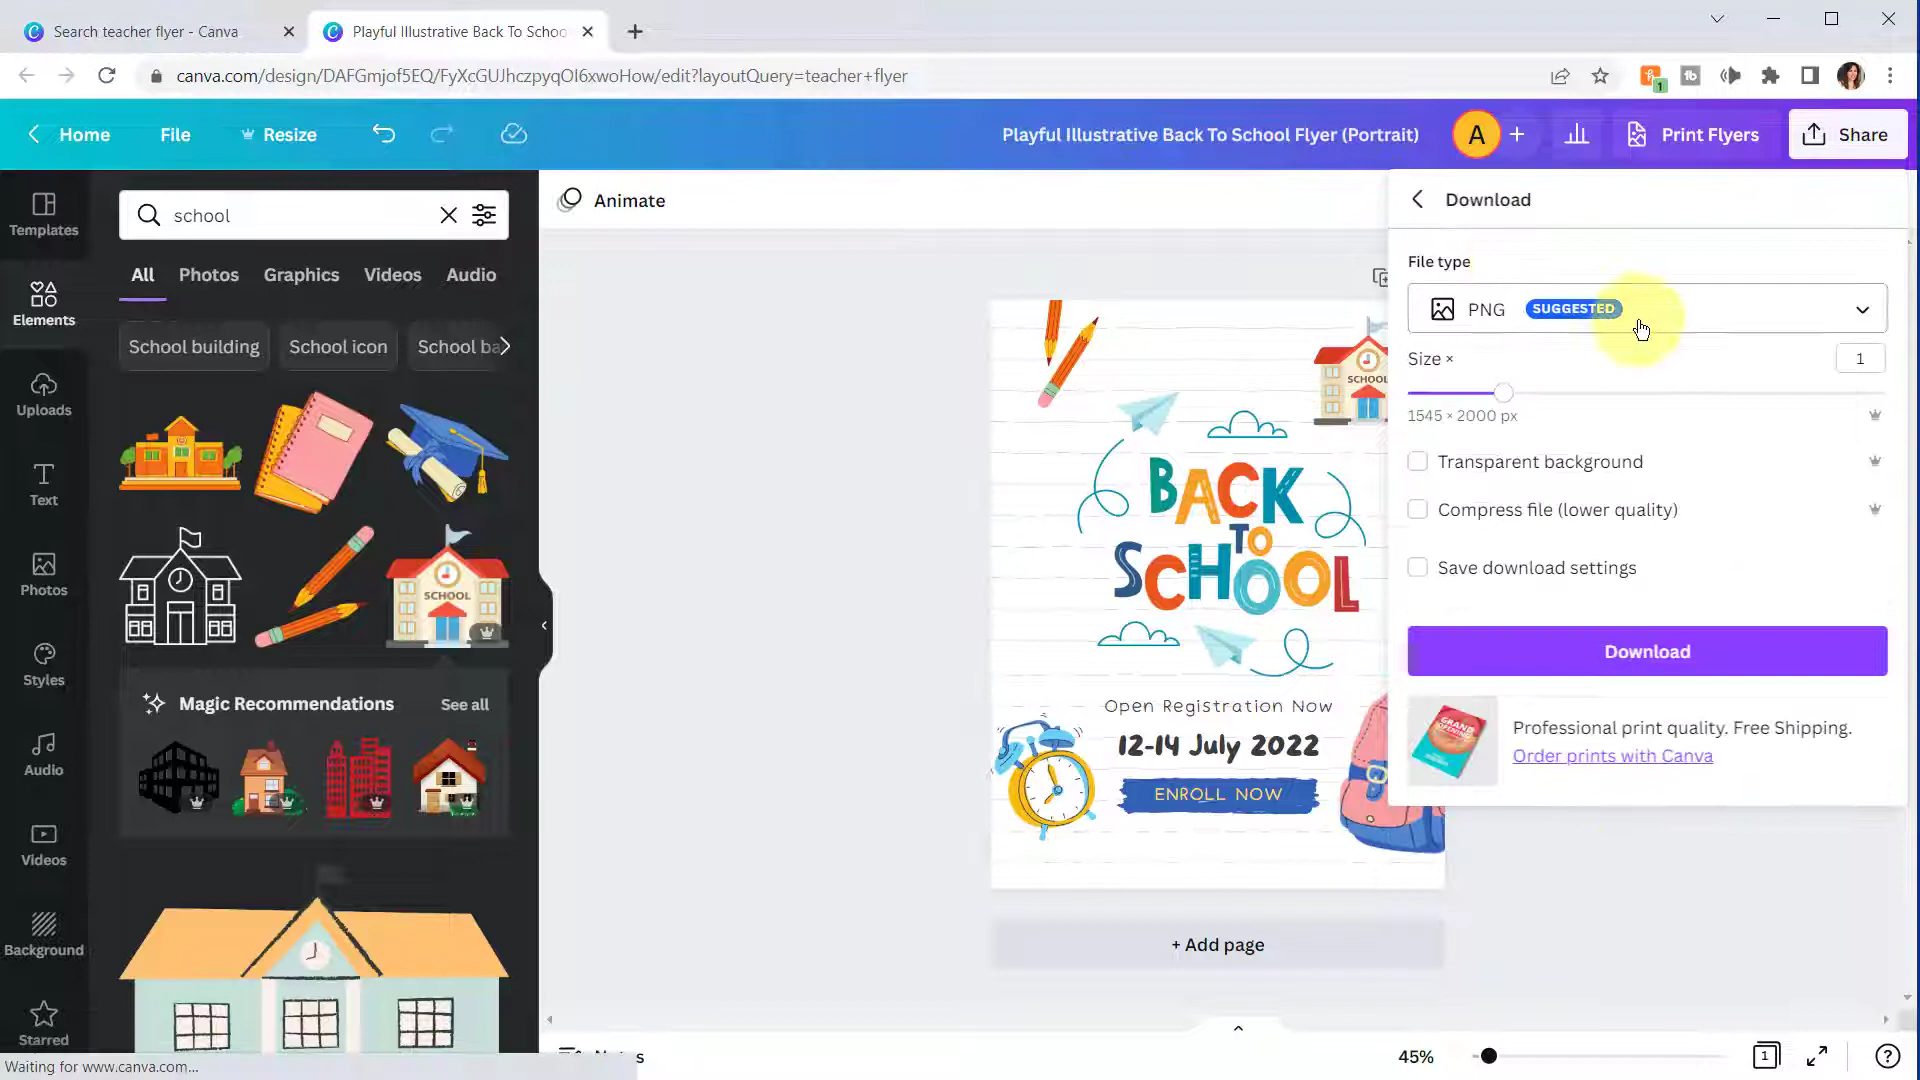 Search teacher flyer - Canva
Playful Illustrative Back To Schoo
canva.com/design/DAFGmjof5EQ/FyXcGUJhczpyqOI6xwoHow/edit?layoutQuery=teacher+flyer
1
Home
File
Resize
Playful Illustrative Back To School Flyer (Portrait)
A
Print Flyers
Share
Templates
Elements
Uploads
Text
Photos
Styles
Audio
Videos
Background
Starred
school
All
Photos
Graphics
Videos
Audio
School building
School icon
School ba
SCHOOL
Magic Recommendations
See all
Animate
SCHOOL
BACK
TO
SCHOOL
Open Registration Now
12-14 July 2022
ENROLL NOW
+ Add page
Download
File type
PNG
SUGGESTED
Size ×
1
1545 × 2000 px
Transparent background
Compress file (lower quality)
Save download settings
Download
GRAND
OPENING
Professional print quality. Free Shipping.
Order prints with Canva
45%
1
Waiting for www.canva.com...